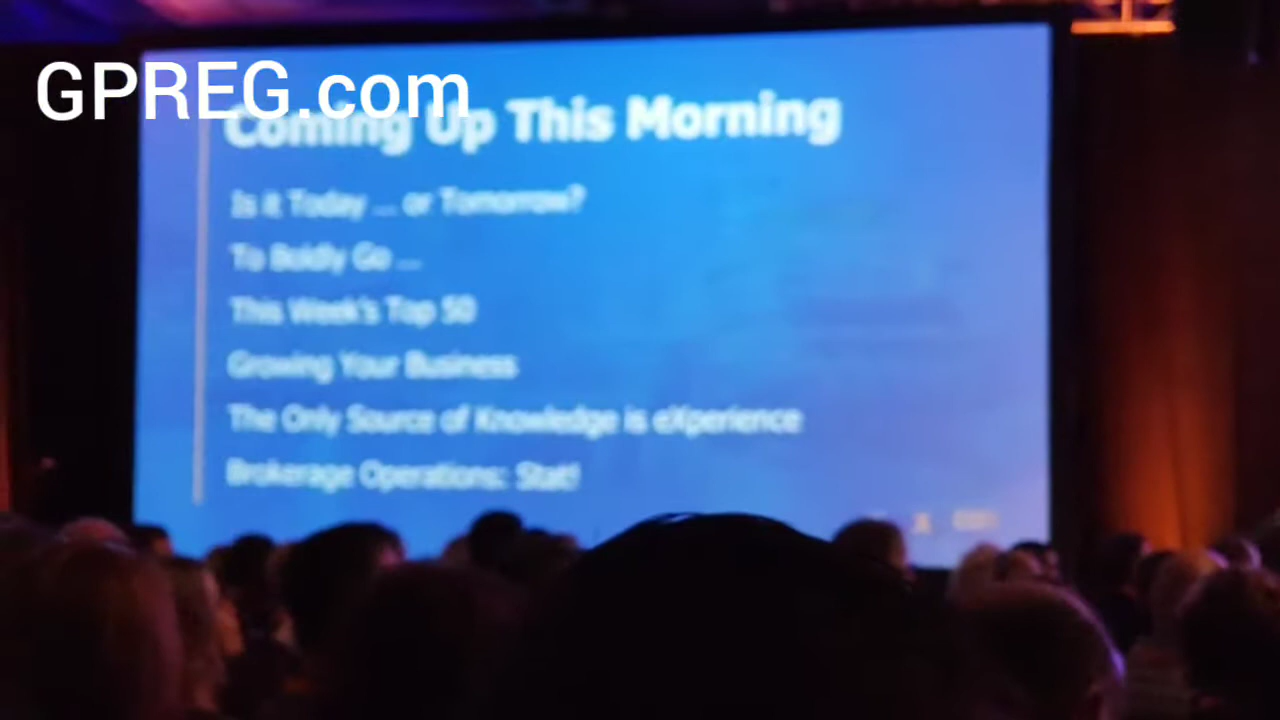 GPREG.com
Coming Up This Morning
Is it Today ... or Tomorrow?
To Boldly Go ...
This Week's Top 50
Growing Your Business
The Only Source of Knowledge is eXperience
Brokerage Operations: Stat!